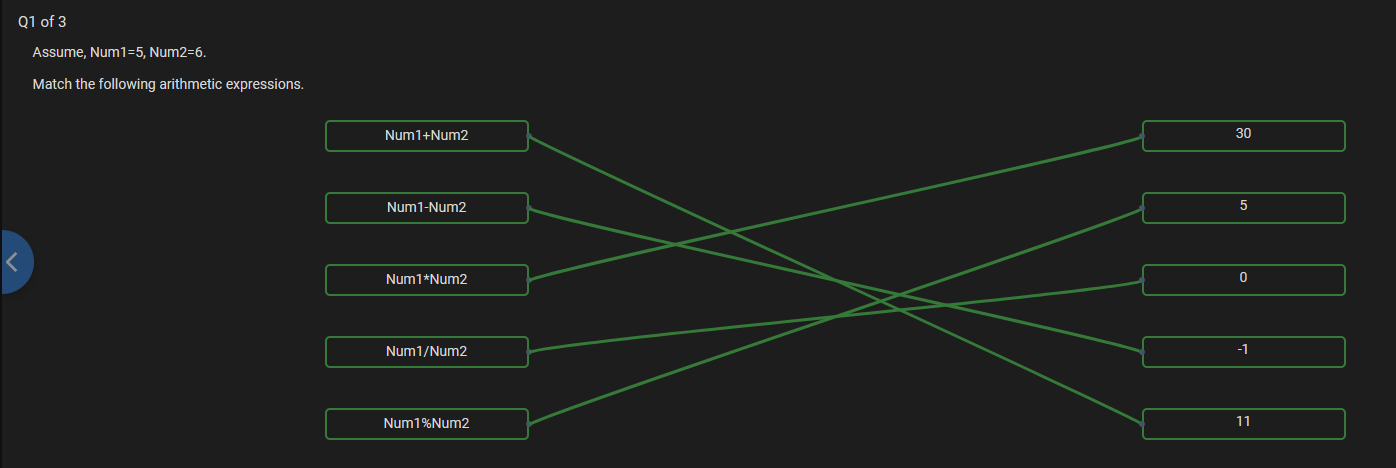 Q1 of 3
Assume, Num1=5, Num2=6.
Match the following arithmetic expressions.
Num1+Num2
30
Num1-Num2
5
Num1*Num2
0
Num1/Num2
-1
Num1%Num2
11